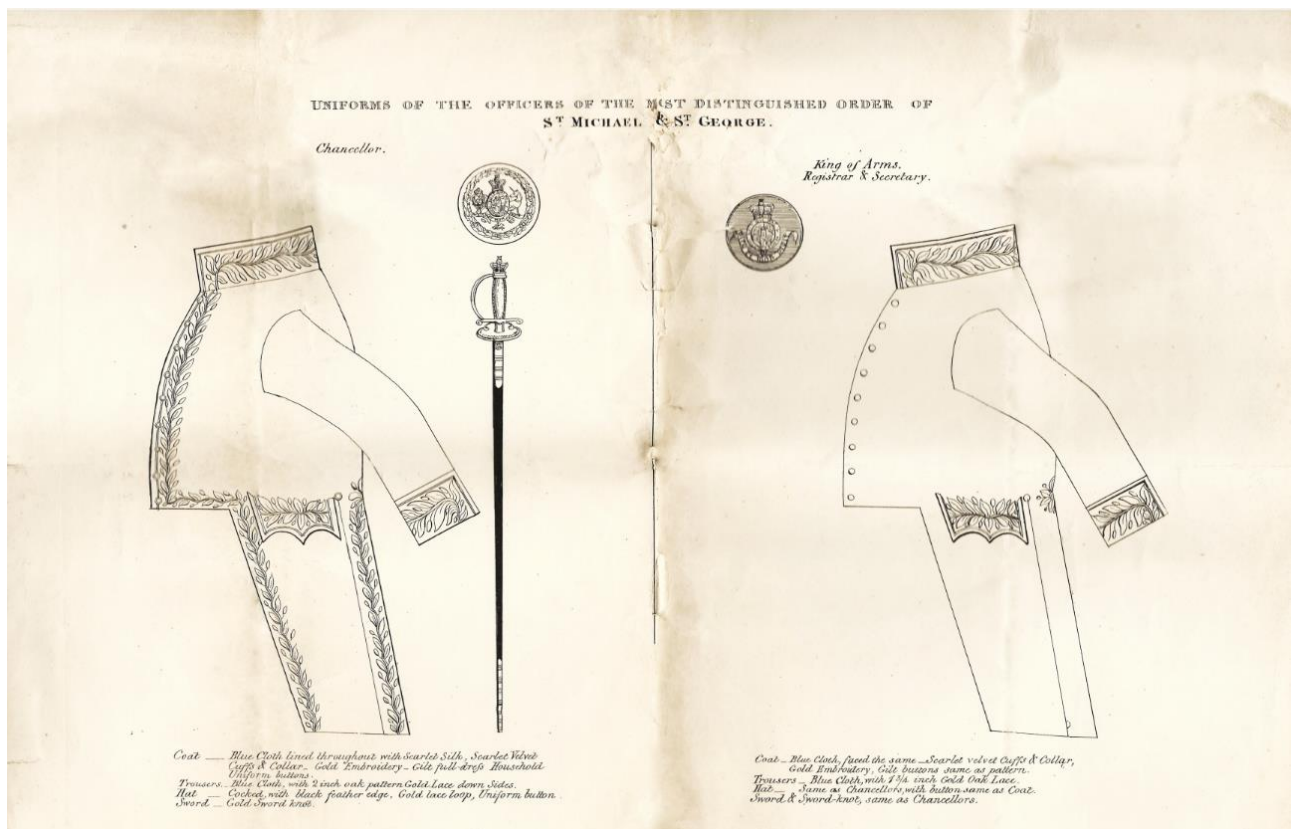 UNIFORMS OF THE OFFICERS OF THE MOST DISTINGUISHED ORDER OF
ST MICHAEL & ST GEORGE.
Chancellor.
King of Arms.
Registrar & Secretary.
Coat __ Blue Cloth lined throughout with Scarlet Silk, Scarlet Velvet
Cuffs & Collar _ Gold Embroidery _ Gilt full-dress Household
Uniform buttons.
Trousers _ Blue Cloth, with 2 inch oak pattern Gold Lace down Sides.
Hat __ Cocked, with black feather edge, Gold lace loop, Uniform button.
Sword _ Gold Sword knot.
Coat _ Blue Cloth, faced the same _ Scarlet velvet Cuffs & Collar,
Gold Embroidery, Gilt buttons same as pattern.
Trousers _ Blue Cloth, with 1 3/4 inch Gold Oak Lace.
Hat __ Same as Chancellors, with button same as Coat.
Sword & Sword-knot, same as Chancellors.